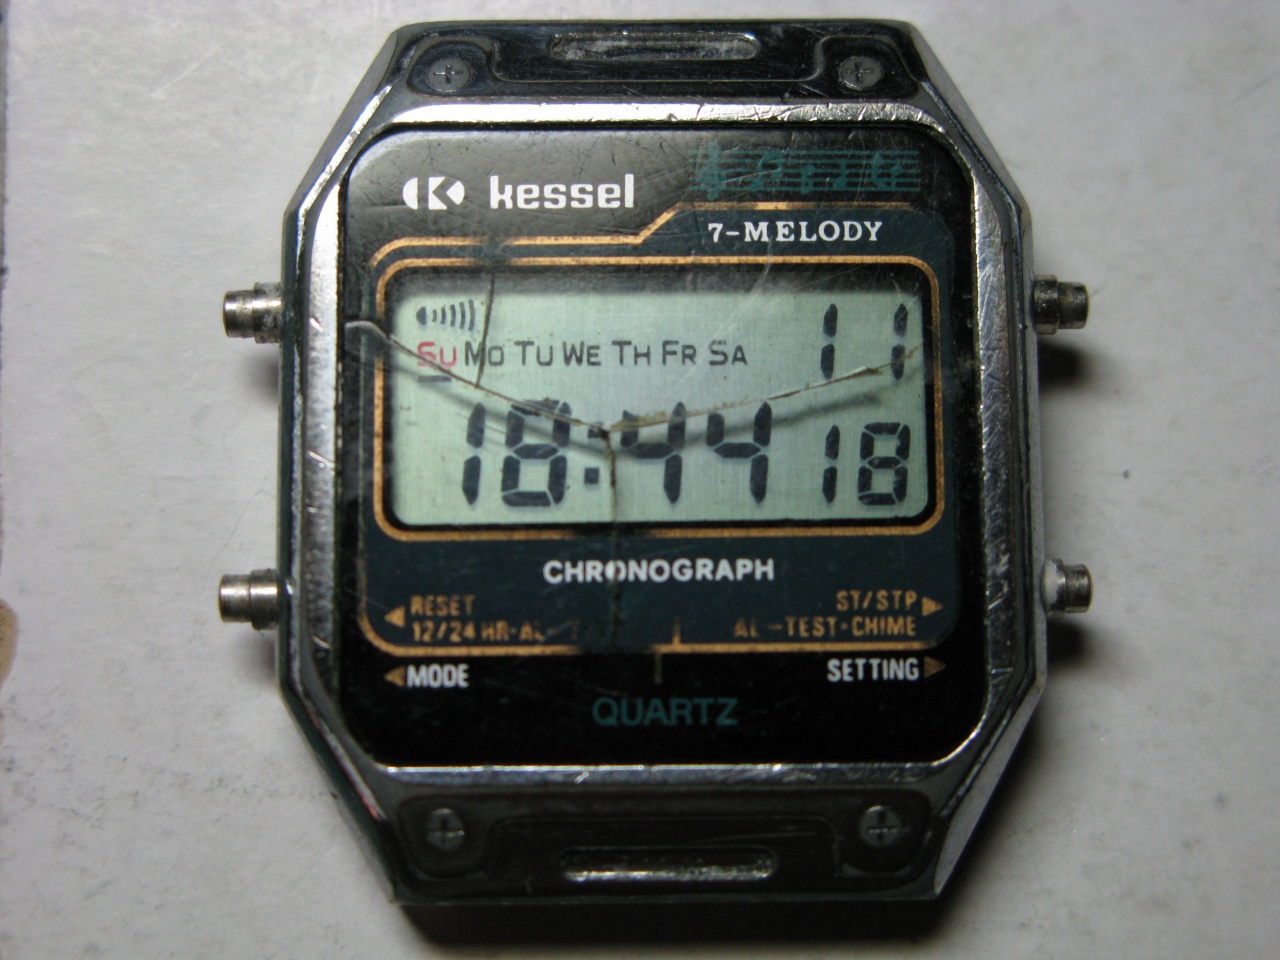 K kessel
7-MELODY
11
SU MO TU WE TH FR SA
18:44 18
CHRONOGRAPH
RESET ST/STP
12/24 HR·AL- AL-TEST·CHIME
MODE SETTING
QUARTZ